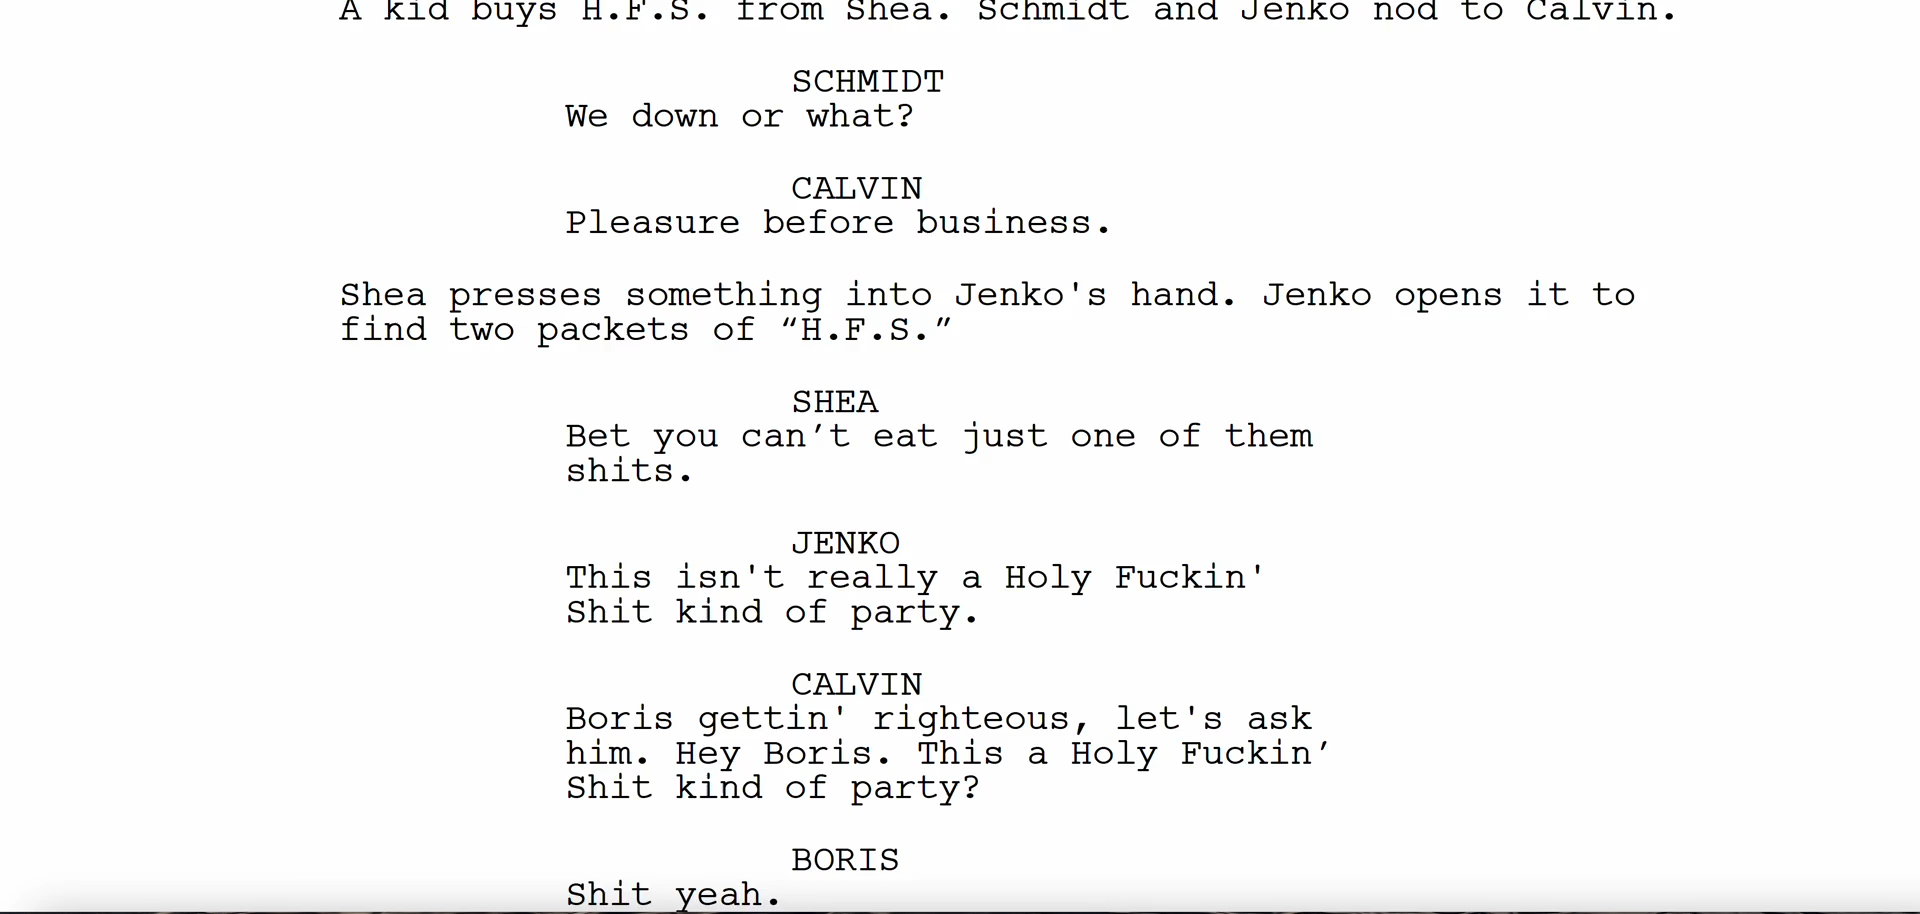 A kid buys H.F.S. from Shea. Schmidt and Jenko nod to Calvin.
SCHMIDT
We down or what?
CALVIN
Pleasure before business.
Shea presses something into Jenko's hand. Jenko opens it to
find two packets of “H.F.S.”
SHEA
Bet you can’t eat just one of them
shits.
JENKO
This isn't really a Holy Fuckin'
Shit kind of party.
CALVIN
Boris gettin' righteous, let's ask
him. Hey Boris. This a Holy Fuckin’
Shit kind of party?
BORIS
Shit yeah.